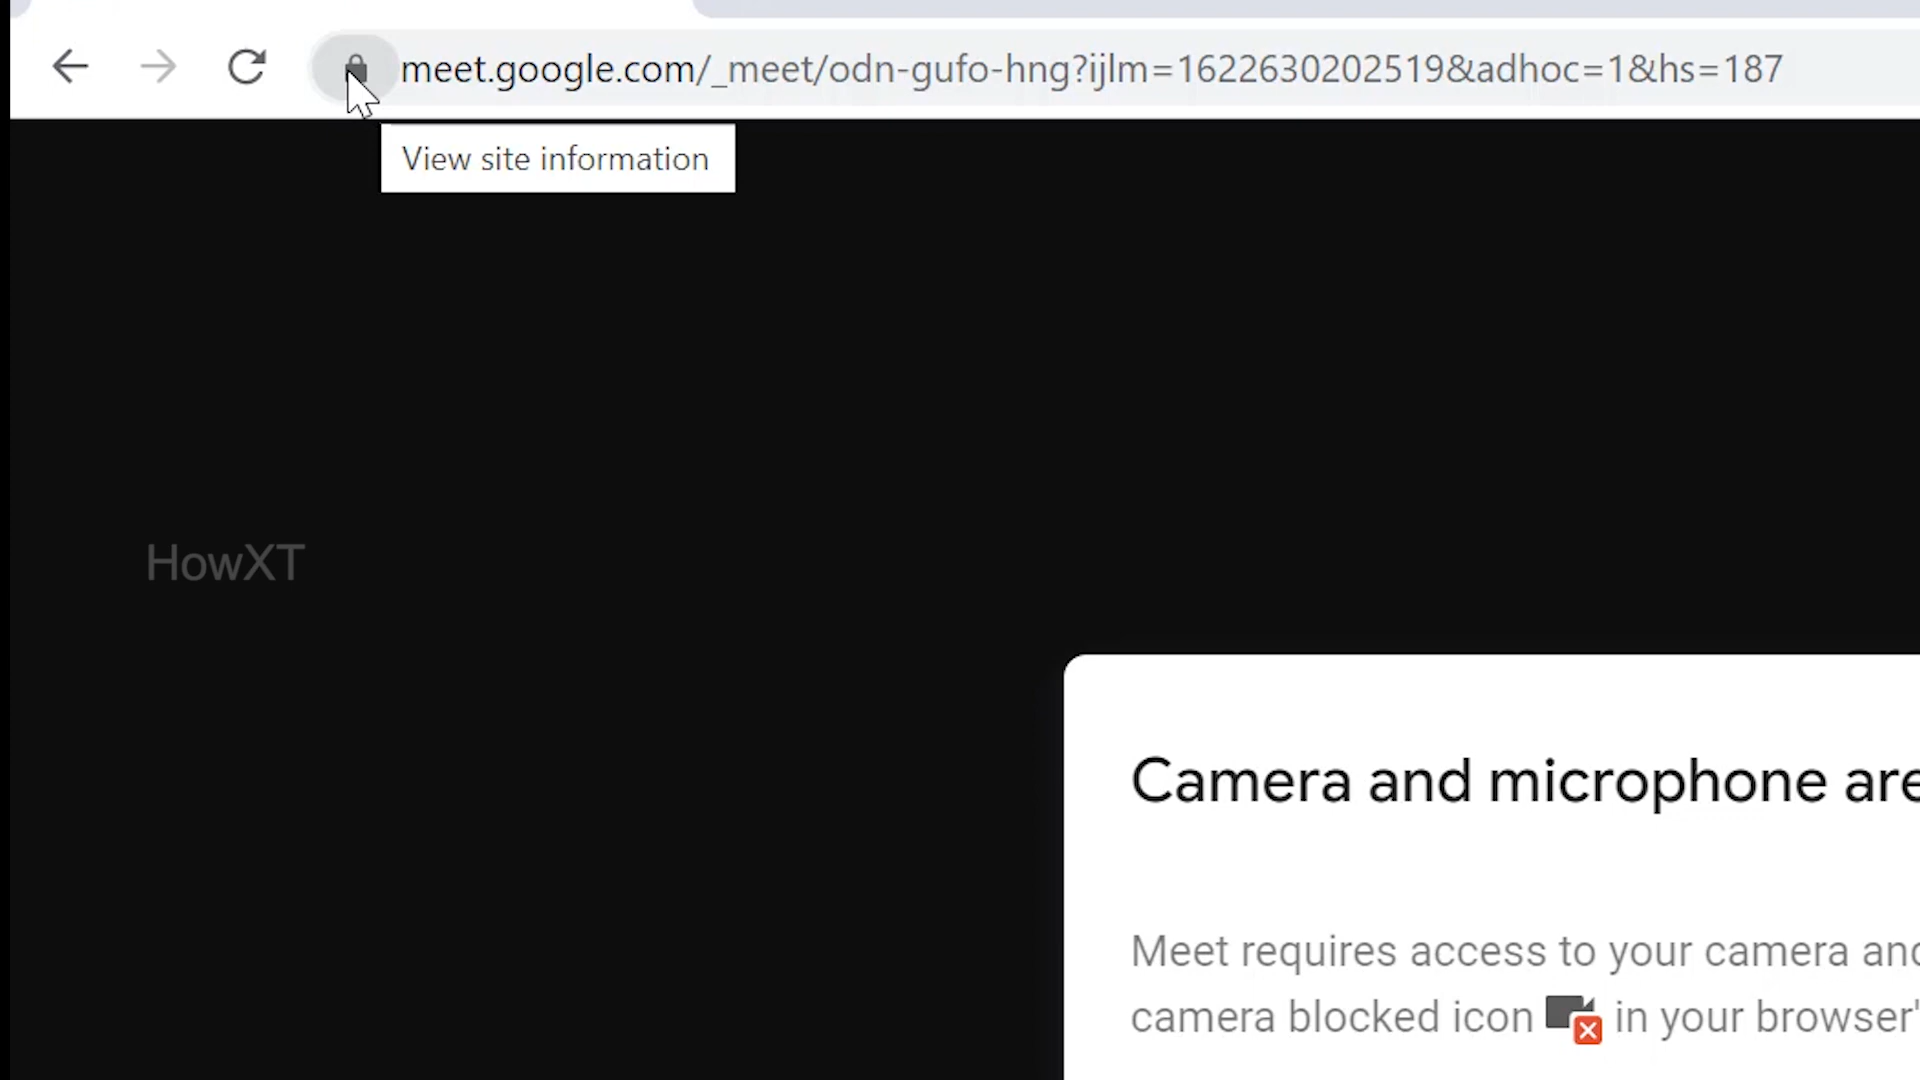 meet.google.com/_meet/odn-gufo-hng?ijlm=1622630202519&adhoc=1&hs=187
View site information
HowXT
Camera and microphone are
Meet requires access to your camera and
camera blocked icon in your browser'